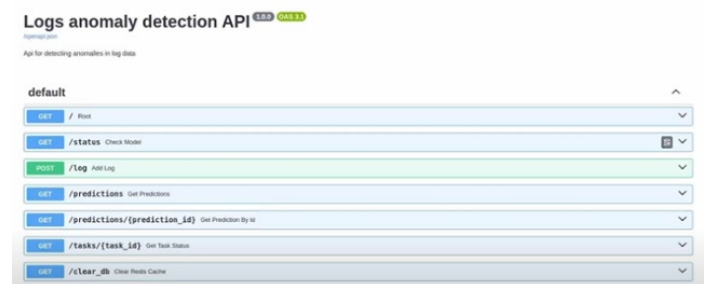 Logs anomaly detection API 1.0.0 OAS 3.1
/openapi.json
Api for detecting anomalies in log data
default
GET / Root
GET /status Check Model
POST /log Add Log
GET /predictions Get Predictions
GET /predictions/{prediction_id} Get Prediction By Id
GET /tasks/{task_id} Get Task Status
GET /clear_db Clear Redis Cache